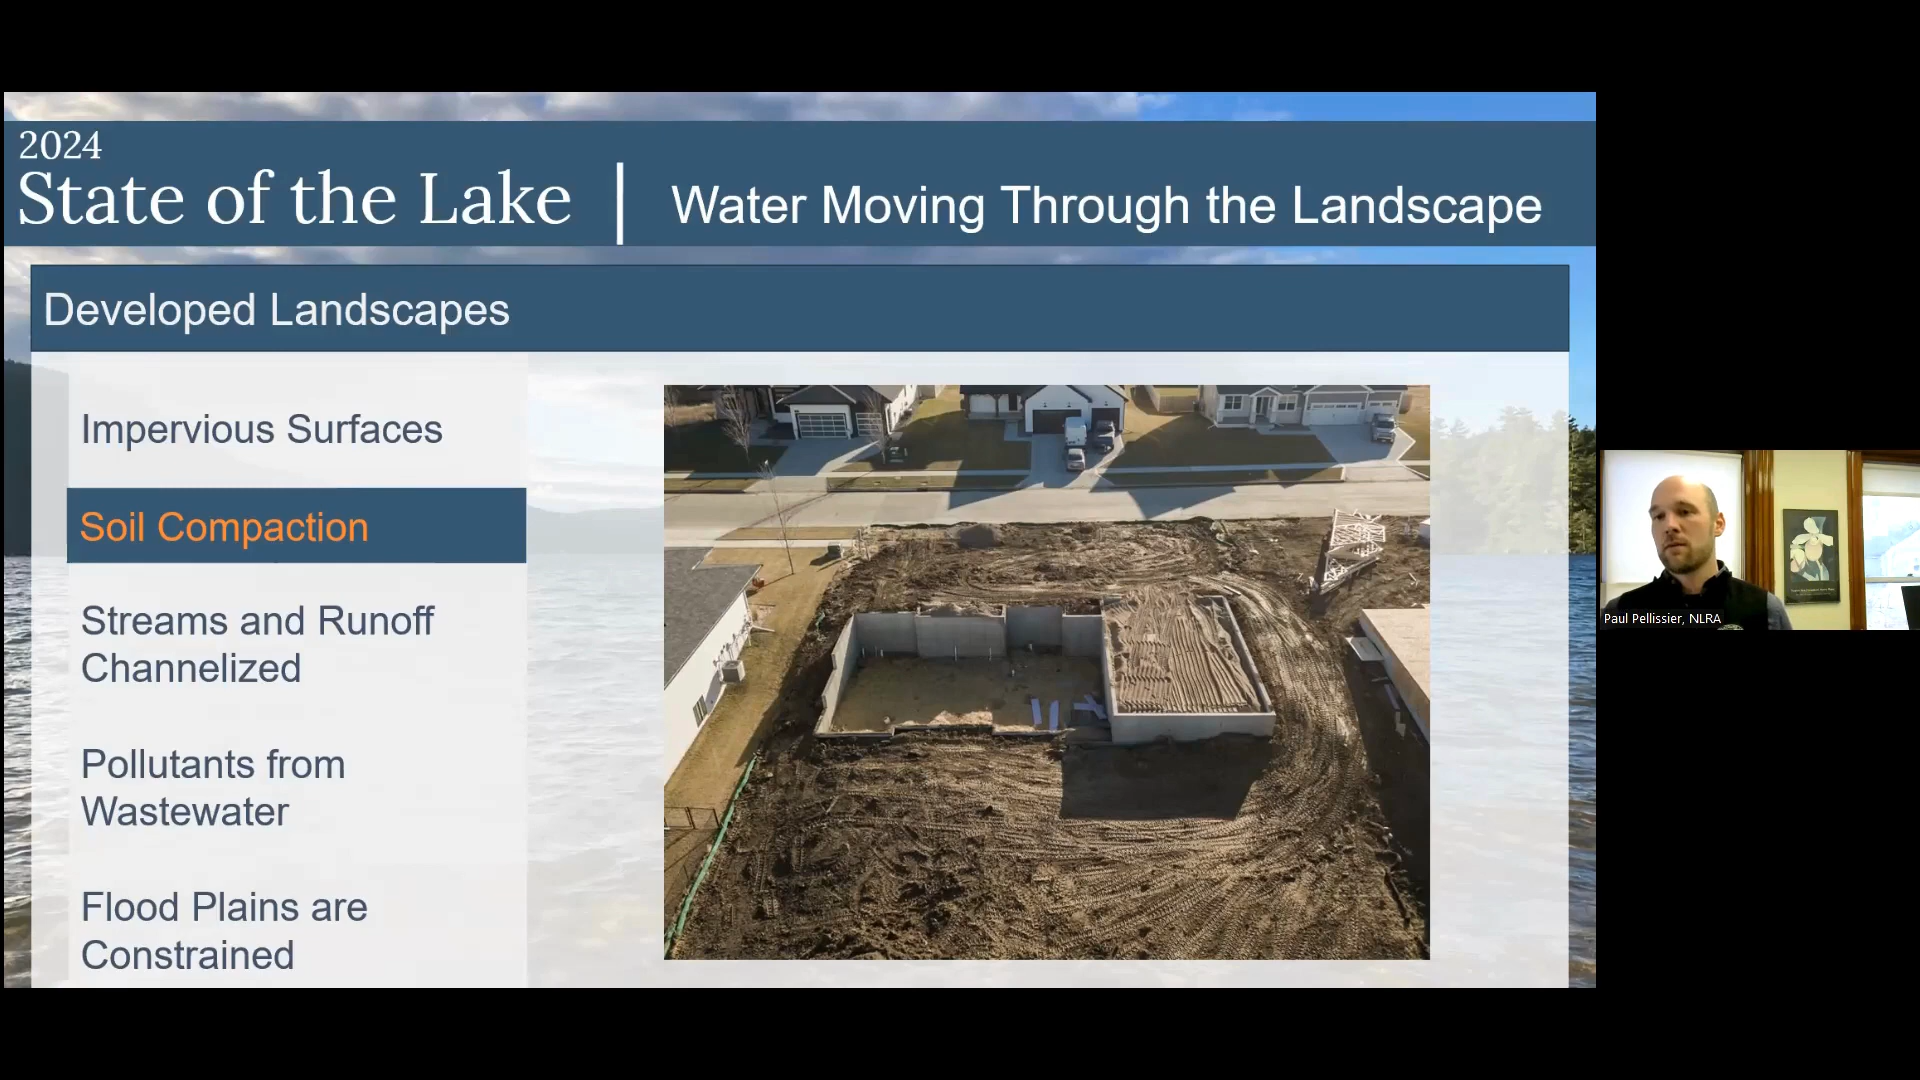 2024
State of the Lake | Water Moving Through the Landscape
Developed Landscapes
Impervious Surfaces
Soil Compaction
Streams and Runoff
Channelized
Pollutants from
Wastewater
Flood Plains are
Constrained
Paul Pellissier, NLRA